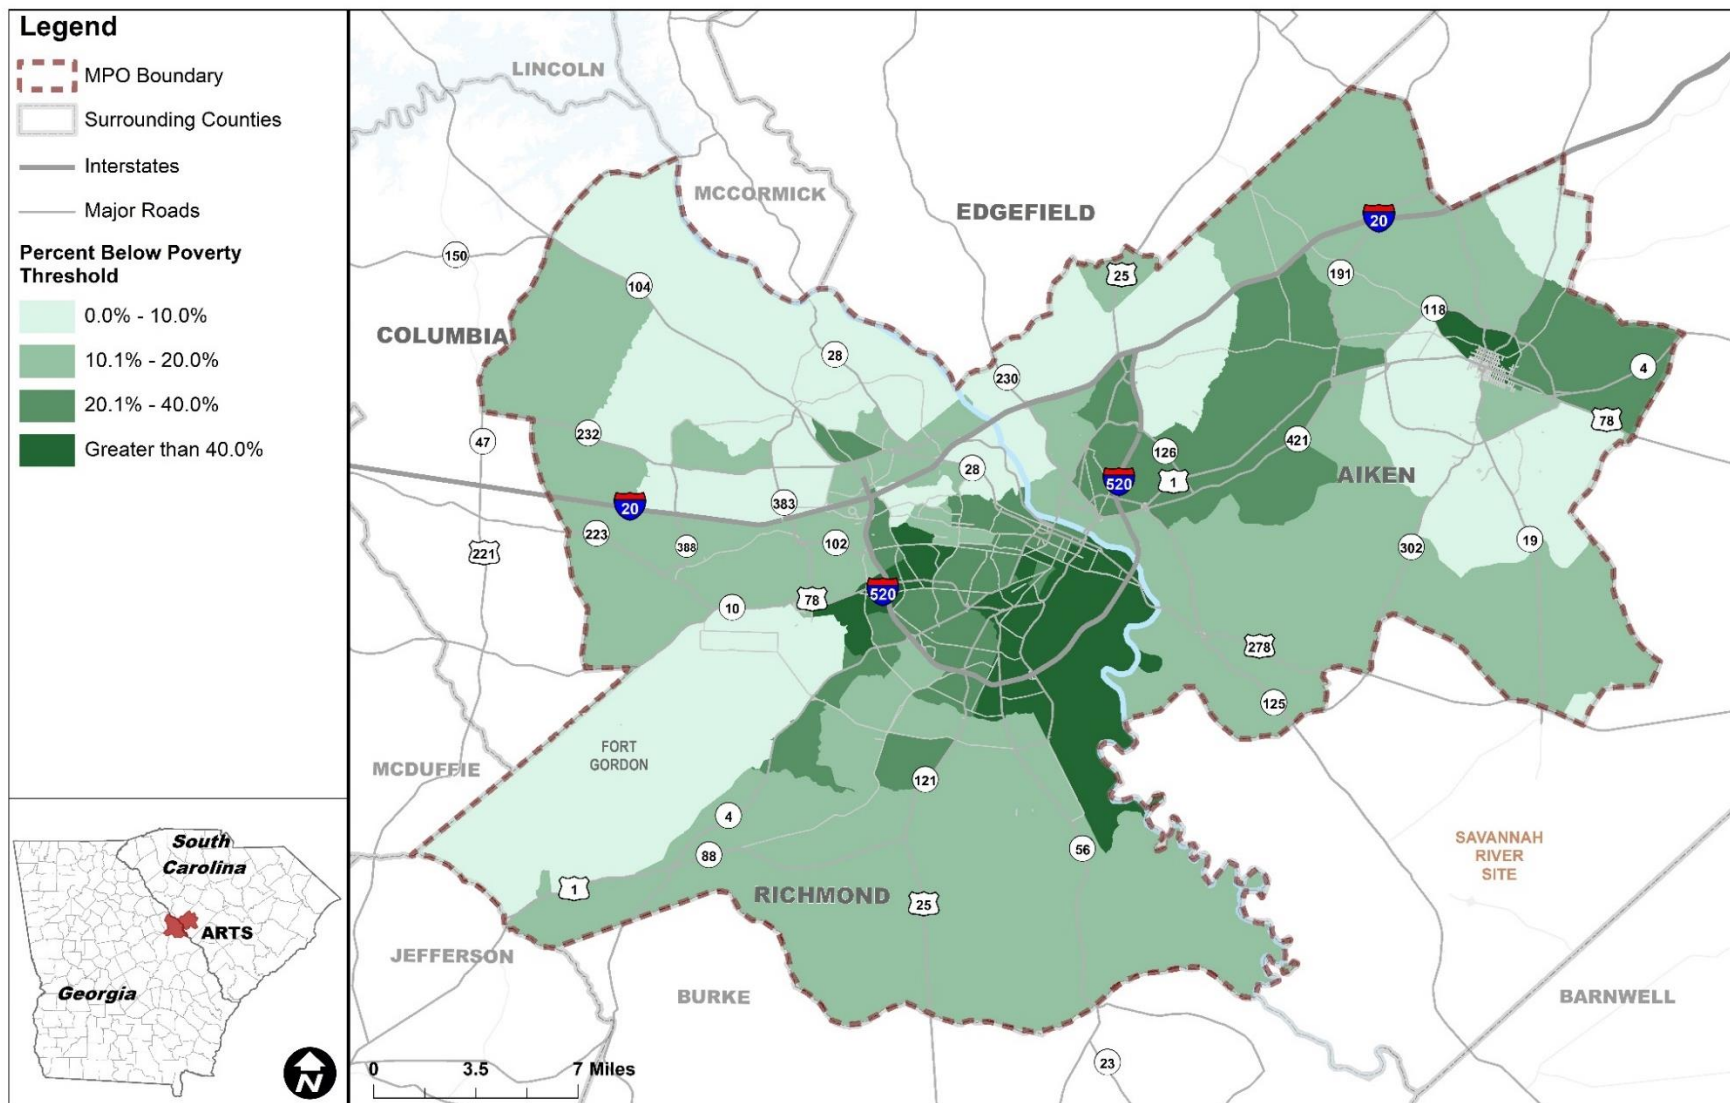 Legend
MPO Boundary
Surrounding Counties
Interstates
Major Roads
Percent Below Poverty
Threshold
0.0% - 10.0%
10.1% - 20.0%
20.1% - 40.0%
Greater than 40.0%
South
Carolina
ARTS
Georgia
N
LINCOLN
MCCORMICK
EDGEFIELD
20
150
25
104
191
118
COLUMBIA
28
230
4
78
47
232
126
421
28
520
1
AIKEN
383
20
223
102
388
221
302
19
520
10
78
278
125
FORT
GORDON
MCDUFFIE
121
4
88
56
SAVANNAH
RIVER
SITE
1
RICHMOND
25
JEFFERSON
BURKE
BARNWELL
23
0 3.5 7 Miles